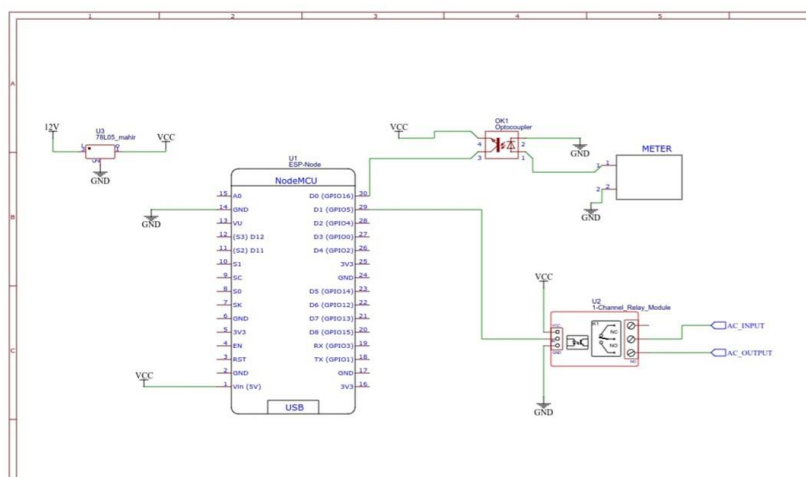 1 2 3 4 5
A
B
C
12V
U3
78L05_mahir
VCC
GND
VCC
OK1
Optocoupler
4
3
2
1
GND
METER
1 1
2 2
GND
U1
ESP-Node
NodeMCU
15 A0
14 GND
13 VU
12 (S3) D12
11 (S2) D11
10 S1
9 SC
8 S0
7 SK
6 GND
5 3V3
4 EN
3 RST
2 GND
1 Vin (5V)
D0 (GPIO16) 30
D1 (GPIO5) 29
D2 (GPIO4) 28
D3 (GPIO0) 27
D4 (GPIO2) 26
3V3 25
GND 24
D5 (GPIO14) 23
D6 (GPIO12) 22
D7 (GPIO13) 21
D8 (GPIO15) 20
RX (GPIO3) 19
TX (GPIO1) 18
GND 17
3V3 16
USB
GND
VCC
VCC
U2
1-Channel_Relay_Module
NC
NO
GND
AC_INPUT
AC_OUTPUT